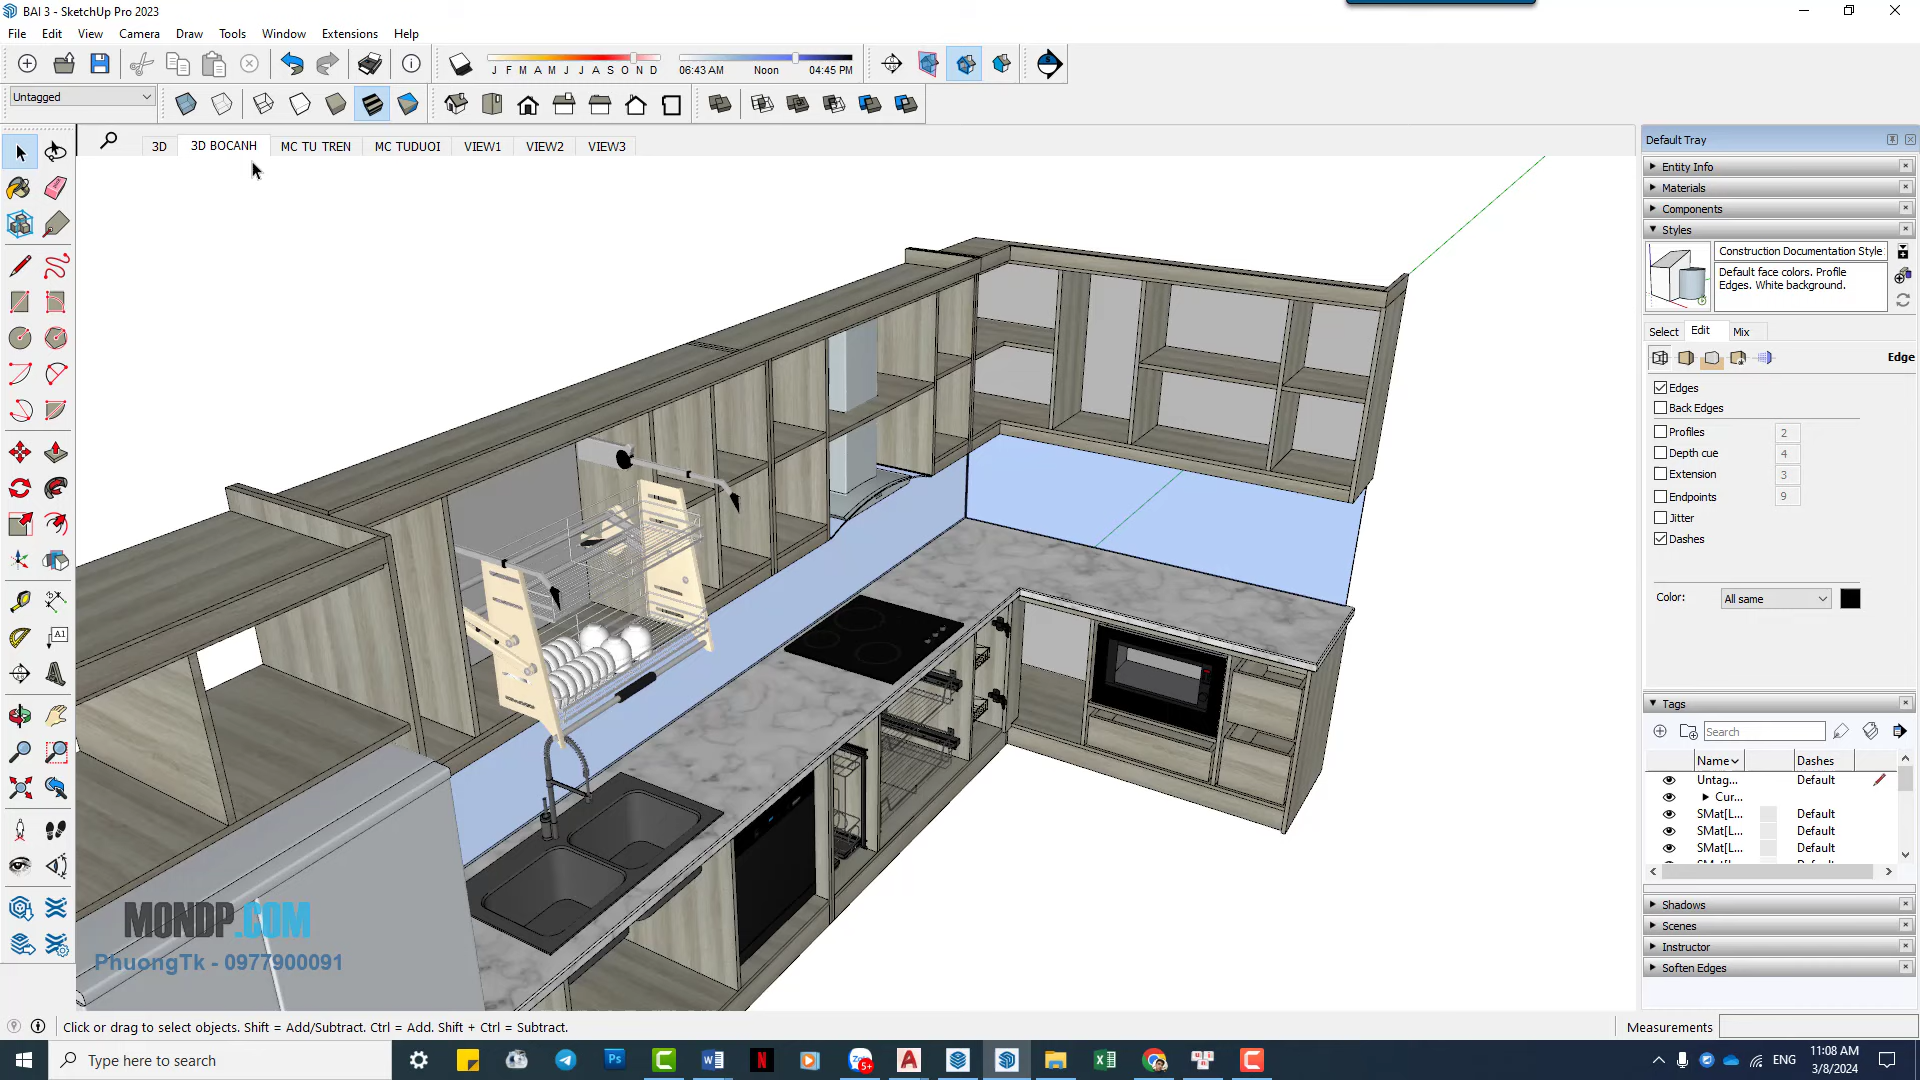 BAI 3 - SketchUp Pro 2023
File Edit View Camera Draw Tools Window Extensions Help
J F M A M J J A S O N D
06:43 AM Noon 04:45 PM
Untagged
3D 3D BOCANH MC TU TREN MC TUDUOI VIEW1 VIEW2 VIEW3
Default Tray
Entity Info
Materials
Components
Styles
Construction Documentation Style
Default face colors. Profile
Edges. White background.
Select Edit Mix
Edge
Edges
Back Edges
Profiles 2
Depth cue 4
Extension 3
Endpoints 9
Jitter
Dashes
Color: All same
A1
Tags
Search
Name Dashes
Untag... Default
Cur...
SMat[L... Default
SMat[L... Default
SMat[L... Default
Shadows
Scenes
Instructor
Soften Edges
MONDP.COM
PhuongTk - 0977900091
Click or drag to select objects. Shift = Add/Subtract. Ctrl = Add. Shift + Ctrl = Subtract.
Measurements
Type here to search
ENG
11:08 AM
3/8/2024